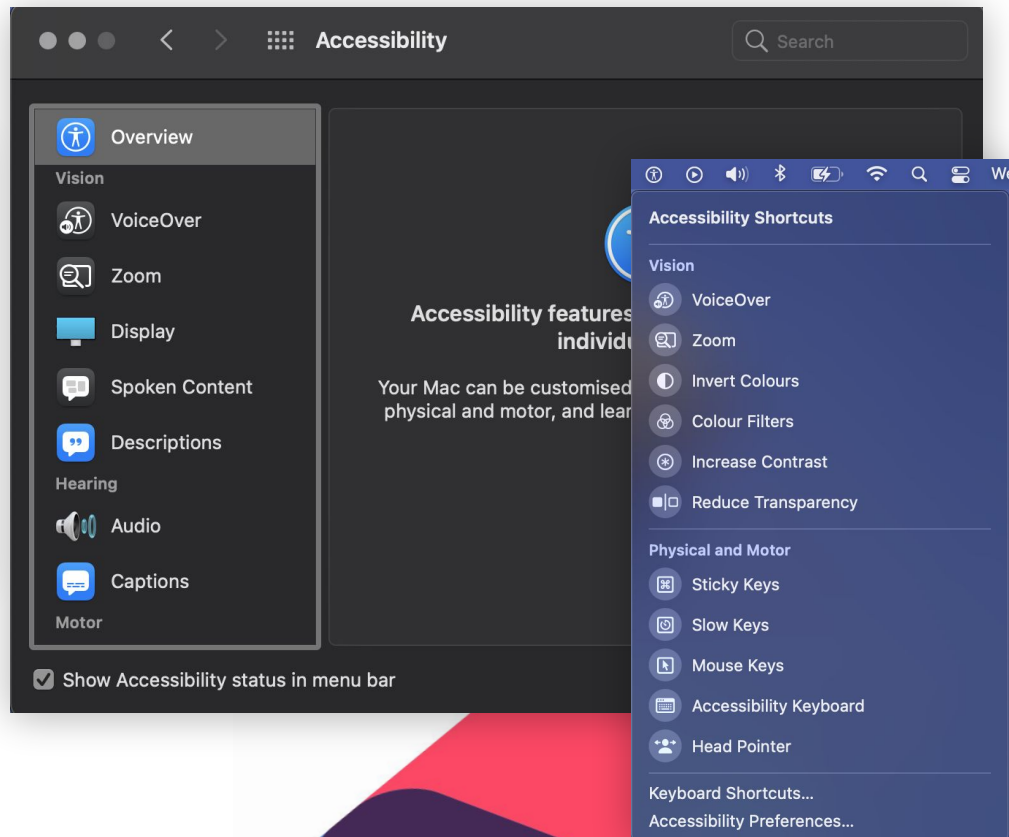 Accessibility
Search
Overview
Vision
VoiceOver
Zoom
Display
Spoken Content
Descriptions
Hearing
Audio
Captions
Motor
Show Accessibility status in menu bar
Accessibility features
Your Mac can be customised
physical and motor, and
Accessibility Shortcuts
Vision
VoiceOver
Zoom
Invert Colours
Colour Filters
Increase Contrast
Reduce Transparency
Physical and Motor
Sticky Keys
Slow Keys
Mouse Keys
Accessibility Keyboard
Head Pointer
Keyboard Shortcuts...
Accessibility Preferences...